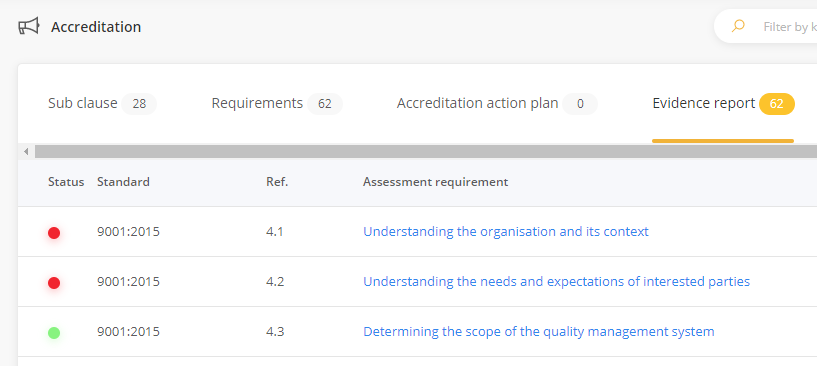 Accreditation
Filter by k
Sub clause 28 Requirements 62 Accreditation action plan 0 Evidence report 62
Status Standard Ref. Assessment requirement
9001:2015 4.1 Understanding the organisation and its context
9001:2015 4.2 Understanding the needs and expectations of interested parties
9001:2015 4.3 Determining the scope of the quality management system